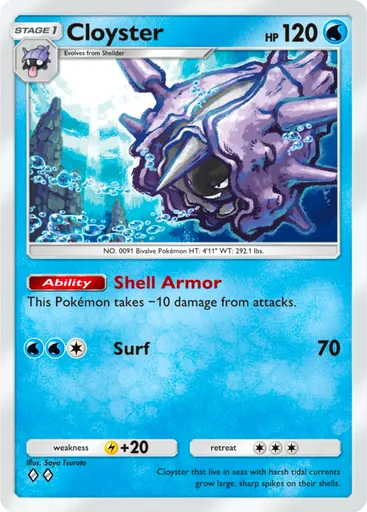 STAGE 1
Cloyster
HP 120
Evolves from Shellder
NO. 0091 Bivalve Pokémon HT: 4'11" WT: 292.1 lbs.
Ability Shell Armor
This Pokémon takes −10 damage from attacks.
Surf 70
weakness +20 retreat
Illus. Saya Tsuruta
Cloyster that live in seas with harsh tidal currents
grow large, sharp spikes on their shells.